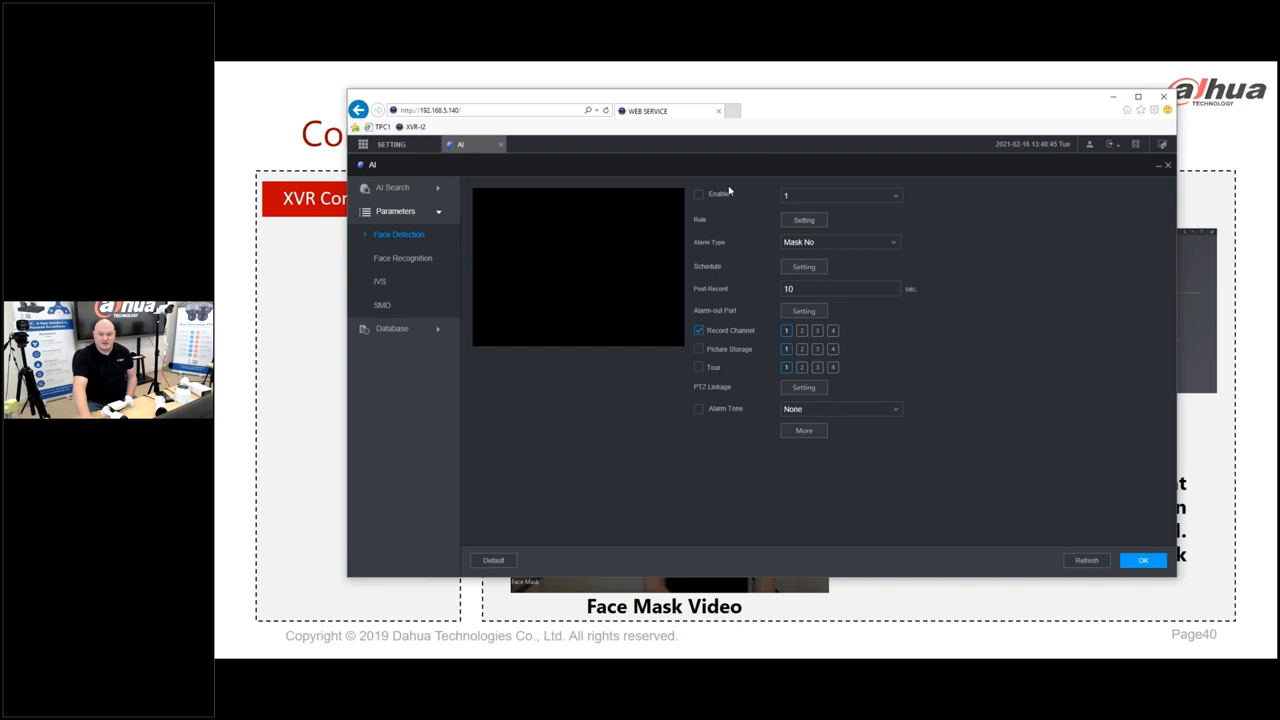 alhua
TECHNOLOGY
Co
XVR Cor
http://192.168.5.140/
WEB SERVICE
TPC1
XVR-I2
SETTING
AI
2021-02-16 13:48:45 Tue
AI
AI Search
Parameters
Face Detection
Face Recognition
IVS
SMD
Database
Enable
1
Rule
Setting
Alarm Type
Mask No
Schedule
Setting
Post-Record
10
sec.
Alarm-out Port
Setting
Record Channel
1 2 3 4
Picture Storage
1 2 3 4
Tour
1 2 3 4
PTZ Linkage
Setting
Alarm Tone
None
More
Default
Refresh
OK
t
n
l.
k
Face Mask
Face Mask Video
Copyright © 2019 Dahua Technologies Co., Ltd. All rights reserved.
Page40
alhua
TECHNOLOGY